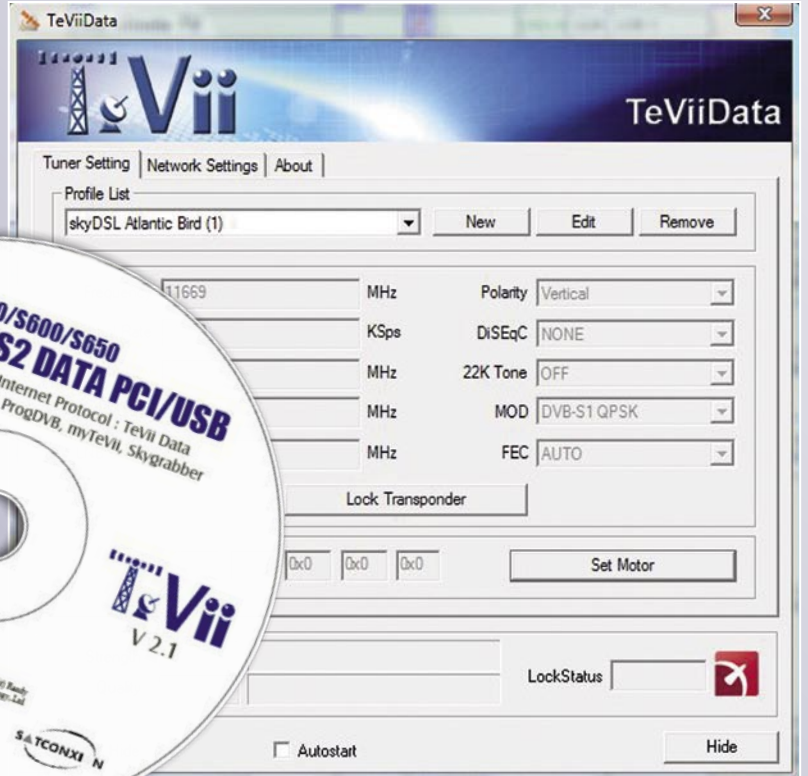 TeViiData
TeVii
TeViiData
Tuner Setting Network Settings About
Profile List
skyDSL Atlantic Bird (1) New Edit Remove
11669 MHz Polarity Vertical
KSps DiSEqC NONE
MHz 22K Tone OFF
MHz MOD DVB-S1 QPSK
MHz FEC AUTO
Lock Transponder
0x0 0x0 0x0 Set Motor
LockStatus
Autostart Hide
0/S600/S650
S2 DATA PCI/USB
Internet Protocol : TeVii Data
ProgDVB, myTeVii, Skygrabber
TeVii
V 2.1
SATCONXI N